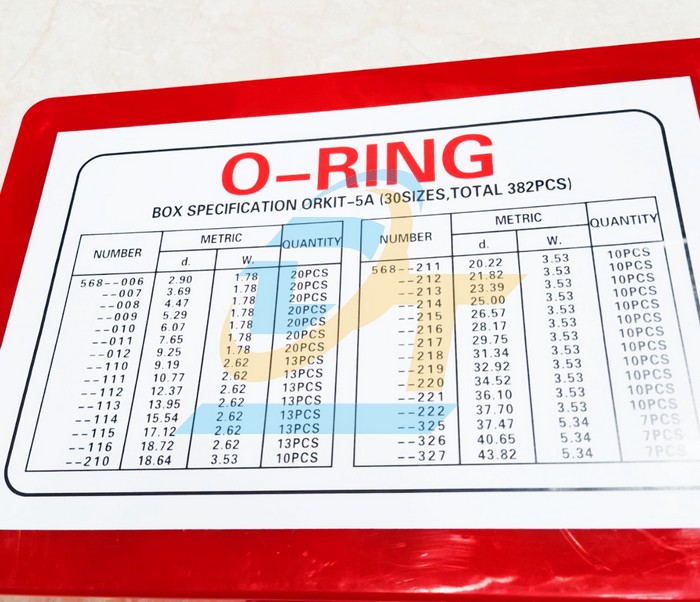 O-RING
BOX SPECIFICATION ORKIT-5A (30SIZES,TOTAL 382PCS)
NUMBER METRIC QUANTITY
d. W.
568--006 2.90 1.78 20PCS
--007 3.69 1.78 20PCS
--008 4.47 1.78 20PCS
--009 5.29 1.78 20PCS
--010 6.07 1.78 20PCS
--011 7.65 1.78 20PCS
--012 9.25 1.78 20PCS
--110 9.19 2.62 13PCS
--111 10.77 2.62 13PCS
--112 12.37 2.62 13PCS
--113 13.95 2.62 13PCS
--114 15.54 2.62 13PCS
--115 17.12 2.62 13PCS
--116 18.72 2.62 13PCS
--210 18.64 3.53 10PCS
NUMBER METRIC QUANTITY
d. W.
568--211 20.22 3.53 10PCS
--212 21.82 3.53 10PCS
--213 23.39 3.53 10PCS
--214 25.00 3.53 10PCS
--215 26.57 3.53 10PCS
--216 28.17 3.53 10PCS
--217 29.75 3.53 10PCS
--218 31.34 3.53 10PCS
--219 32.92 3.53 10PCS
--220 34.52 3.53 10PCS
--221 36.10 3.53 10PCS
--222 37.70 3.53 10PCS
--325 37.47 5.34 7PCS
--326 40.65 5.34 7PCS
--327 43.82 5.34 7PCS